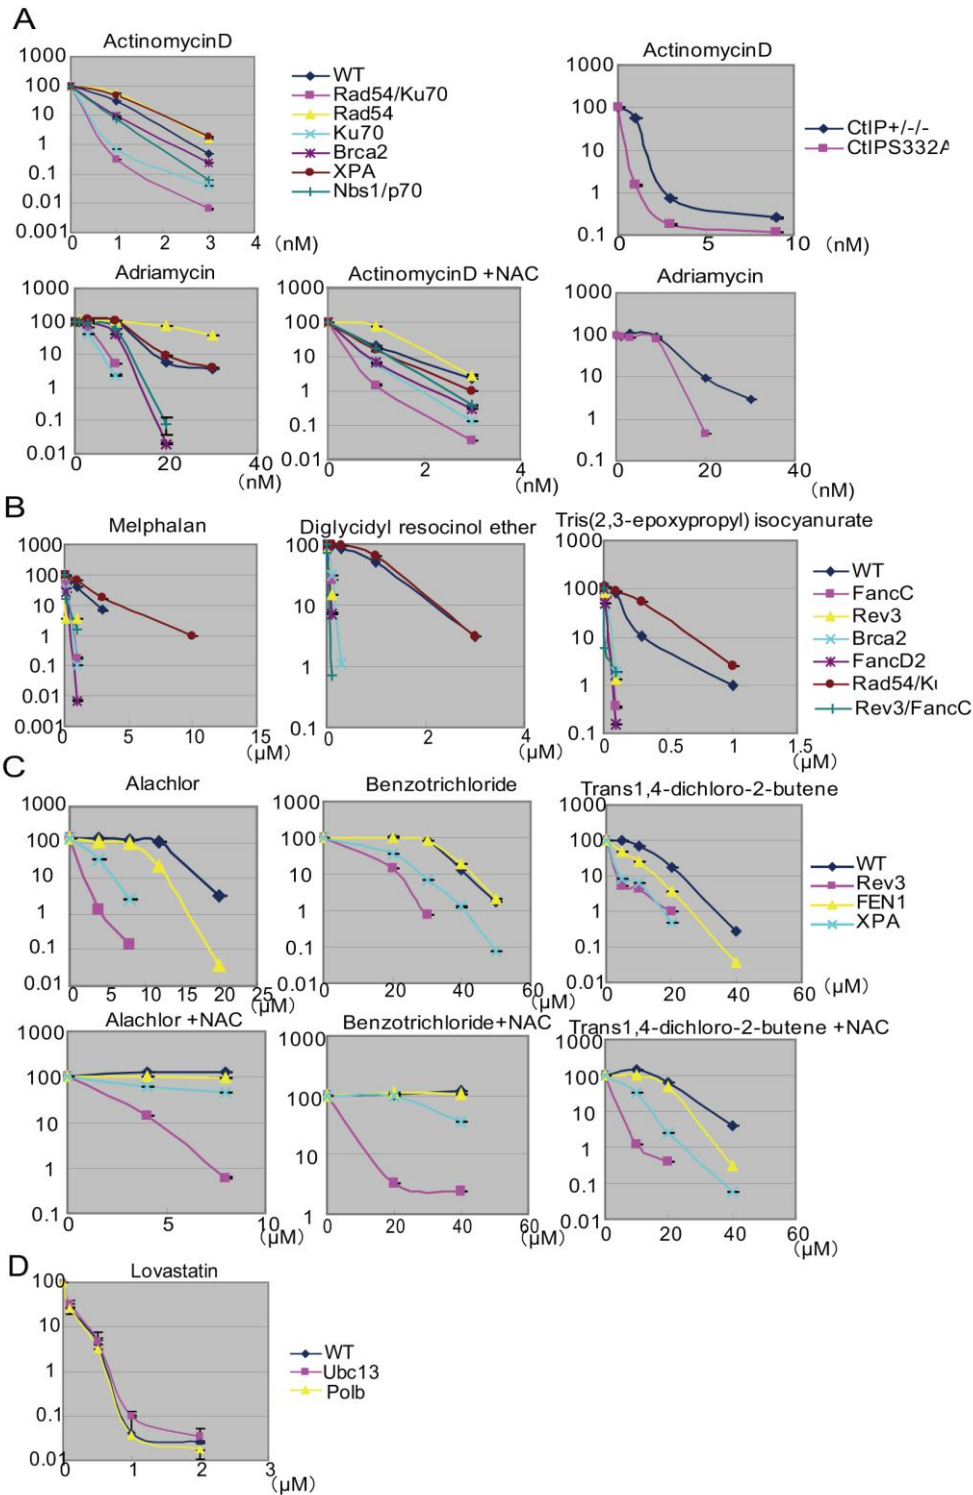 A
ActinomycinD
1000
100
10
1
0.1
0.01
0.001
0 1 2 3 4 (nM)
WT
Rad54/Ku70
Rad54
Ku70
Brca2
XPA
Nbs1/p70
ActinomycinD
1000
100
10
1
0.1
0 5 10 (nM)
CtIP+/-/-
CtIPS332A
Adriamycin
1000
100
10
1
0.1
0.01
0 20 40
(nM)
ActinomycinD +NAC
1000
100
10
1
0.1
0.01
0 2 4
(nM)
Adriamycin
1000
100
10
1
0.1
0 20 40
(nM)
B
Melphalan
1000
100
10
1
0.1
0.01
0.001
0 5 10 15
(µM)
Diglycidyl resocinol ether
100
10
1
0.1
0 2 4
(µM)
Tris(2,3-epoxypropyl) isocyanurate
1000
100
10
1
0.1
0 0.5 1 1.5
(µM)
WT
FancC
Rev3
Brca2
FancD2
Rad54/Ku
Rev3/FancC
C
Alachlor
1000
100
10
1
0.1
0.01
0 5 10 15 20 25
(µM)
Benzotrichloride
1000
100
10
1
0.1
0.01
0 20 40 60
(µM)
Trans1,4-dichloro-2-butene
1000
100
10
1
0.1
0.01
0 20 40 60 (µM)
WT
Rev3
FEN1
XPA
Alachlor +NAC
1000
100
10
1
0.1
0 5 10
(µM)
Benzotrichloride+NAC
1000
100
10
1
0 20 40 60
(µM)
Trans1,4-dichloro-2-butene +NAC
1000
100
10
1
0.1
0.01
0 20 40 60
(µM)
D
Lovastatin
100
10
1
0.1
0.01
0 1 2 3
(µM)
WT
Ubc13
Polb